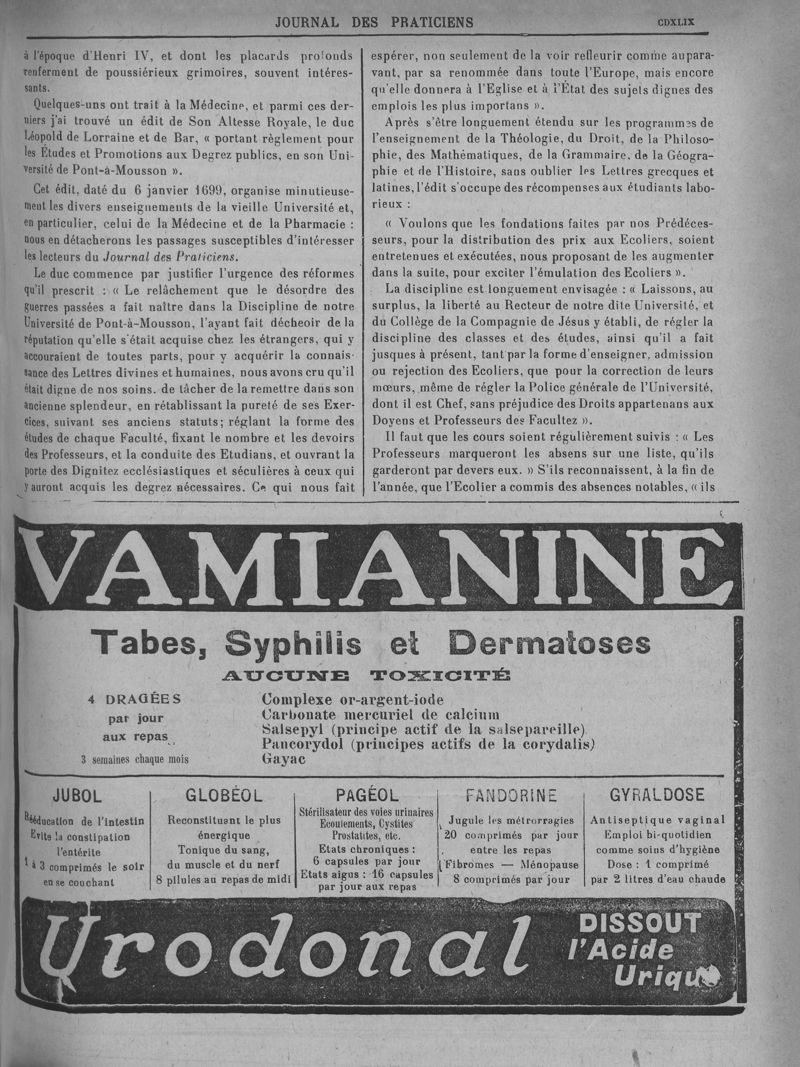 JOURNAL DES PRATICIENS
CDXLIX
à l'époque d'Henri IV, et dont les placards profonds
renferment de poussiérieux grimoires, souvent intéres-
sants.
Quelques-uns ont trait à la Médecine, et parmi ces der-
niers j'ai trouvé un édit de Son Altesse Royale, le duc
Léopold de Lorraine et de Bar, « portant règlement pour
les Études et Promotions aux Degrez publics, en son Uni-
versité de Pont-à-Mousson ».
Cet édit, daté du 6 janvier 1699, organise minutieuse-
ment les divers enseignements de la vieille Université et,
en particulier, celui de la Médecine et de la Pharmacie :
nous en détacherons les passages susceptibles d'intéresser
les lecteurs du Journal des Praticiens.
Le duc commence par justifier l'urgence des réformes
qu'il prescrit : « Le relâchement que le désordre des
guerres passées a fait naître dans la Discipline de notre
Université de Pont-à-Mousson, l'ayant fait décheoir de la
réputation qu'elle s'était acquise chez les étrangers, qui y
accouraient de toutes parts, pour y acquérir la connais-
sance des Lettres divines et humaines, nous avons cru qu'il
était digne de nos soins. de tâcher de la remettre dans son
ancienne splendeur, en rétablissant la pureté de ses Exer-
cices, suivant ses anciens statuts; réglant la forme des
études de chaque Faculté, fixant le nombre et les devoirs
des Professeurs, et la conduite des Etudians, et ouvrant la
porte des Dignitez ecclésiastiques et séculières à ceux qui
y auront acquis les degrez nécessaires. Ce qui nous fait
espérer, non seulement de la voir refleurir comme aupara-
vant, par sa renommée dans toute l'Europe, mais encore
qu'elle donnera à l'Eglise et à l'État des sujets dignes des
emplois les plus importans ».
Après s'être longuement étendu sur les programmes de
l'enseignement de la Théologie, du Droit, de la Philoso-
phie, des Mathématiques, de la Grammaire, de la Géogra-
phie et de l'Histoire, sans oublier les Lettres grecques et
latines, l'édit s'occupe des récompenses aux étudiants labo-
rieux :
« Voulons que les fondations faites par nos Prédéces-
seurs, pour la distribution des prix aux Ecoliers, soient
entretenues et exécutées, nous proposant de les augmenter
dans la suite, pour exciter l'émulation des Ecoliers ».
La discipline est longuement envisagée : « Laissons, au
surplus, la liberté au Recteur de notre dite Université, et
du Collège de la Compagnie de Jésus y établi, de régler la
discipline des classes et des études, ainsi qu'il a fait
jusques à présent, tant par la forme d'enseigner, admission
ou rejection des Ecoliers, que pour la correction de leurs
mœurs, même de régler la Police générale de l'Université,
dont il est Chef, sans préjudice des Droits appartenans aux
Doyens et Professeurs des Facultez ».
Il faut que les cours soient régulièrement suivis : « Les
Professeurs marqueront les absens sur une liste, qu'ils
garderont par devers eux. » S'ils reconnaissent, à la fin de
l'année, que l'Ecolier a commis des absences notables, « ils
VAMIANINE
Tabes, Syphilis et Dermatoses
AUCUNE TOXICITÉ
4 DRAGÉES
par jour
aux repas
3 semaines chaque mois
Complexe or-argent-iode
Carbonate mercuriel de calcium
Salsepyl (principe actif de la salsepareille)
Pancorydol (principes actifs de la corydalis)
Gayac
JUBOL
Rééducation de l'intestin
Evite la constipation
l'entérite
1 à 3 comprimés le soir
en se couchant
GLOBÉOL
Reconstituant le plus
énergique
Tonique du sang,
du muscle et du nerf
8 pilules au repas de midi
PAGÉOL
Stérilisateur des voies urinaires
Ecoulements, Cystites
Prostatites, etc.
Etats chroniques :
6 capsules par jour
Etats aigus : 16 capsules
par jour aux repas
FANDORINE
Jugule les métrorragies
20 comprimés par jour
entre les repas
Fibromes — Ménopause
8 comprimés par jour
GYRALDOSE
Antiseptique vaginal
Emploi bi-quotidien
comme soins d'hygiène
Dose : 1 comprimé
par 2 litres d'eau chaude
Urodonal
DISSOUT
l'Acide
Urique